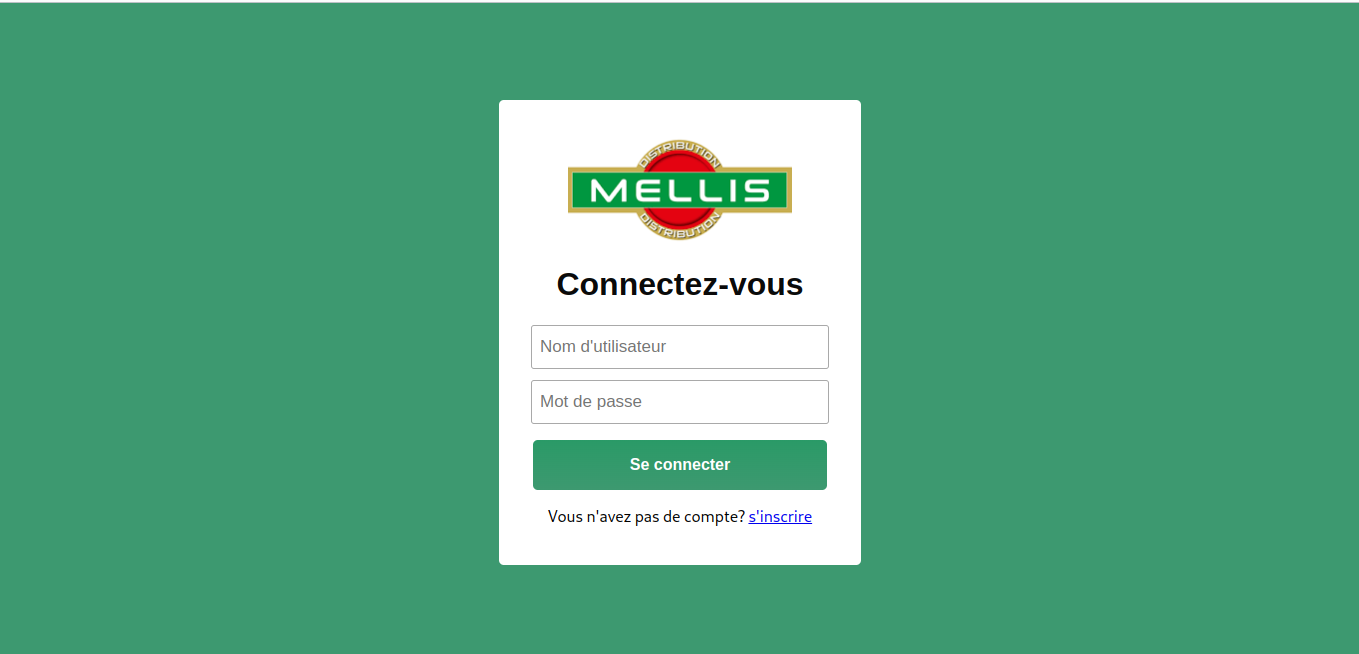 DISTRIBUTION
MELLIS
DISTRIBUTION
Connectez-vous
Nom d'utilisateur
Mot de passe
Se connecter
Vous n'avez pas de compte? s'inscrire